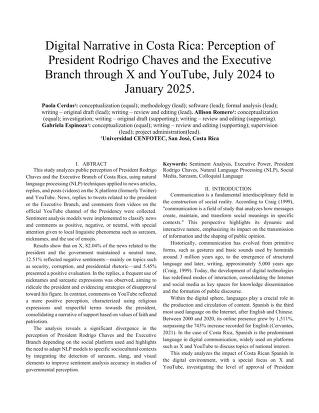 Digital Narrative in Costa Rica: Perception of
President Rodrigo Chaves and the Executive
Branch through X and YouTube, July 2024 to
January 2025.
Paola Cerdas¹: conceptualization (equal); methodology (lead); software (lead); formal analysis (lead);
writing – original draft (lead); writing – review and editing (lead). Allison Romero¹: conceptualization
(equal); investigation; writing – original draft (supporting); writing – review and editing (supporting).
Gabriela Espinoza¹: conceptualization (equal); writing – review and editing (supporting); supervision
(lead); project administration(lead).
¹Universidad CENFOTEC, San José, Costa Rica
I. ABSTRACT
This study analyzes public perception of President Rodrigo
Chaves and the Executive Branch of Costa Rica, using natural
language processing (NLP) techniques applied to news articles,
replies, and posts (videos) on the X platform (formerly Twitter)
and YouTube. News, replies to tweets related to the president
or the Executive Branch, and comments from videos on the
official YouTube channel of the Presidency were collected.
Sentiment analysis models were implemented to classify news
and comments as positive, negative, or neutral, with special
attention given to local linguistic phenomena such as sarcasm,
nicknames, and the use of emojis.
Results show that on X, 82.04% of the news related to the
president and the government maintained a neutral tone.
12.51% reflected negative sentiments—mainly on topics such
as security, corruption, and presidential rhetoric— and 5.45%
presented a positive evaluation. In the replies, a frequent use of
nicknames and sarcastic expressions was observed, aiming to
ridicule the president and evidencing strategies of disapproval
toward his figure. In contrast, comments on YouTube reflected
a more positive perception, characterized using religious
expressions and respectful terms towards the president,
consolidating a narrative of support based on values of faith and
patriotism.
The analysis reveals a significant difference in the
perception of President Rodrigo Chaves and the Executive
Branch depending on the social platform used and highlights
the need to adapt NLP models to specific sociocultural contexts
by integrating the detection of sarcasm, slang, and visual
elements to improve sentiment analysis accuracy in studies of
governmental perception.
Keywords: Sentiment Analysis, Executive Power, President
Rodrigo Chaves, Natural Language Processing (NLP), Social
Media, Sarcasm, Colloquial Language
II. INTRODUCTION
Communication is a fundamental interdisciplinary field in
the construction of social reality. According to Craig (1999),
"Communication is a field of study that analyzes how messages
create, maintain, and transform social meanings in specific
contexts." This perspective highlights its dynamic and
interactive nature, emphasizing its impact on the transmission
of information and the shaping of public opinion.
Historically, communication has evolved from primitive
forms, such as gestures and basic sounds used by hominids
around 3 million years ago, to the emergence of structured
language and later, writing, approximately 5,000 years ago
(Craig, 1999). Today, the development of digital technologies
has redefined modes of interaction, consolidating the Internet
and social media as key spaces for knowledge dissemination
and the formation of public discourse.
Within the digital sphere, languages play a crucial role in
the production and circulation of content. Spanish is the third
most used language on the Internet, after English and Chinese.
Between 2000 and 2020, its online presence grew by 1,511%,
surpassing the 743% increase recorded for English (Cervantes,
2021). In the case of Costa Rica, Spanish is the predominant
language in digital communication, widely used on platforms
such as X and YouTube to discuss topics of national interest.
This study analyzes the impact of Costa Rican Spanish in
the digital environment, with a special focus on X and
YouTube, investigating the level of approval of President